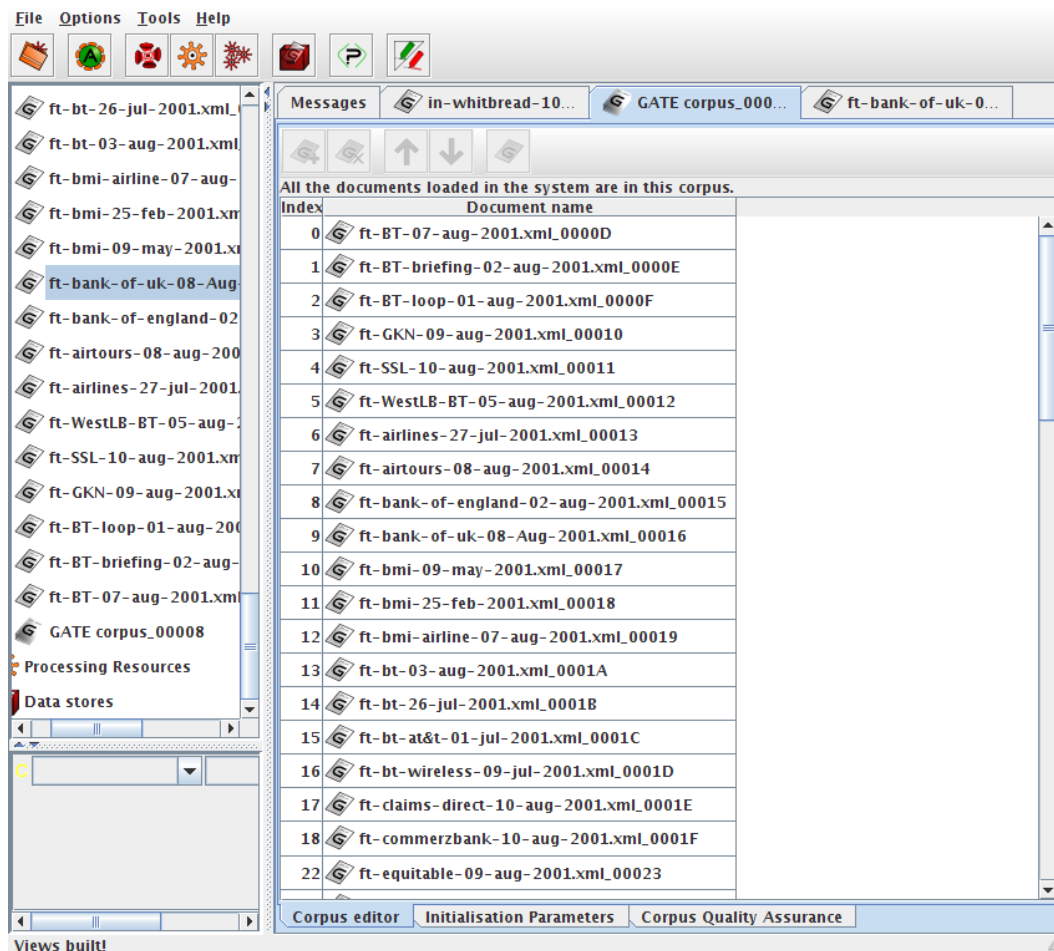 File Options Tools Help
ft-bt-26-jul-2001.xml_
ft-bt-03-aug-2001.xml
ft-bmi-airline-07-aug-
ft-bmi-25-feb-2001.xm
ft-bmi-09-may-2001.x
ft-bank-of-uk-08-Aug-
ft-bank-of-england-02
ft-airtours-08-aug-200
ft-airlines-27-jul-2001.
ft-WestLB-BT-05-aug-
ft-SSL-10-aug-2001.xm
ft-GKN-09-aug-2001.x
ft-BT-loop-01-aug-200
ft-BT-briefing-02-aug-
ft-BT-07-aug-2001.xml
GATE corpus_00008
Processing Resources
Data stores
C
Messages in-whitbread-10... GATE corpus_000... ft-bank-of-uk-0...
All the documents loaded in the system are in this corpus.
Index Document name
0 ft-BT-07-aug-2001.xml_0000D
1 ft-BT-briefing-02-aug-2001.xml_0000E
2 ft-BT-loop-01-aug-2001.xml_0000F
3 ft-GKN-09-aug-2001.xml_00010
4 ft-SSL-10-aug-2001.xml_00011
5 ft-WestLB-BT-05-aug-2001.xml_00012
6 ft-airlines-27-jul-2001.xml_00013
7 ft-airtours-08-aug-2001.xml_00014
8 ft-bank-of-england-02-aug-2001.xml_00015
9 ft-bank-of-uk-08-Aug-2001.xml_00016
10 ft-bmi-09-may-2001.xml_00017
11 ft-bmi-25-feb-2001.xml_00018
12 ft-bmi-airline-07-aug-2001.xml_00019
13 ft-bt-03-aug-2001.xml_0001A
14 ft-bt-26-jul-2001.xml_0001B
15 ft-bt-at&t-01-jul-2001.xml_0001C
16 ft-bt-wireless-09-jul-2001.xml_0001D
17 ft-claims-direct-10-aug-2001.xml_0001E
18 ft-commerzbank-10-aug-2001.xml_0001F
22 ft-equitable-09-aug-2001.xml_00023
Corpus editor Initialisation Parameters Corpus Quality Assurance
Views built!